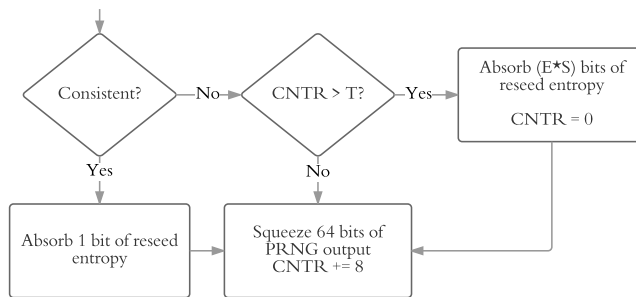 Consistent?
No
CNTR > T?
Yes
Absorb (E★S) bits of
reseed entropy
CNTR = 0
Yes
No
Absorb 1 bit of reseed
entropy
Squeeze 64 bits of
PRNG output
CNTR += 8